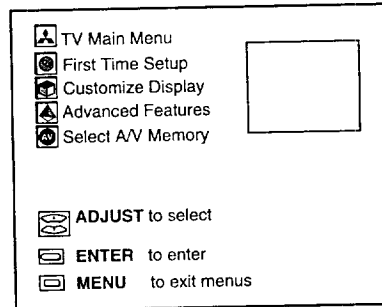 TV Main Menu
First Time Setup
Customize Display
Advanced Features
AV Select A/V Memory
ADJUST to select
ENTER to enter
MENU to exit menus